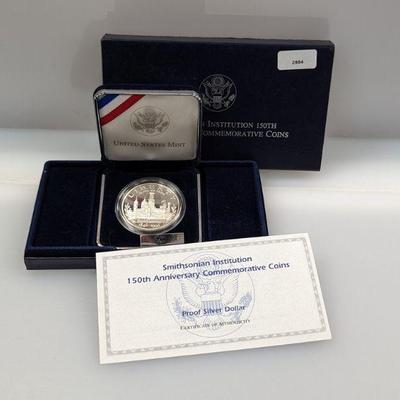 2884
N INSTITUTION 150TH
COMMEMORATIVE COINS
UNITED STATES MINT
LIBERTY
Smithsonian Institution
150th Anniversary Commemorative Coins
Proof Silver Dollar
CERTIFICATE OF AUTHENTICITY